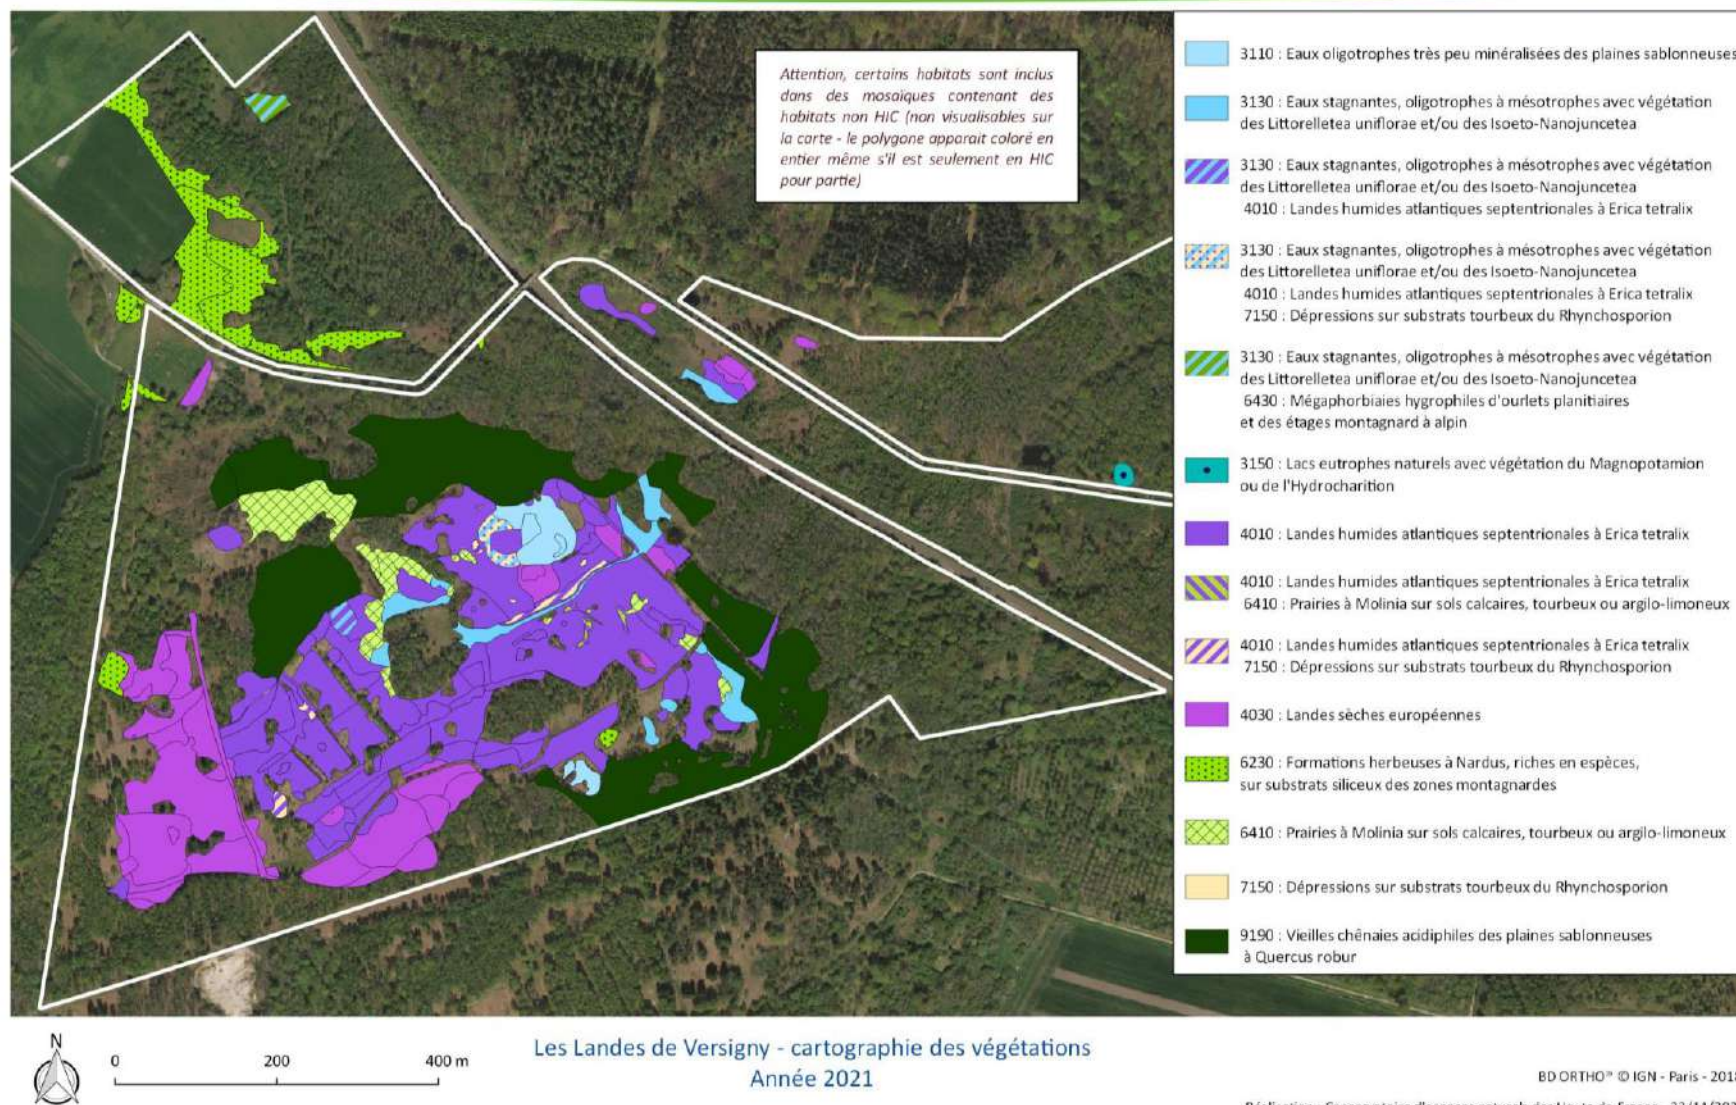 Attention, certains habitats sont inclus
dans des mosaïques contenant des
habitats non HIC (non visualisables sur
la carte - le polygone apparait coloré en
entier même s'il est seulement en HIC
pour partie)
3110 : Eaux oligotrophes très peu minéralisées des plaines sablonneuses
3130 : Eaux stagnantes, oligotrophes à mésotrophes avec végétation
des Littorelletea uniflorae et/ou des Isoeto-Nanojuncetea
3130 : Eaux stagnantes, oligotrophes à mésotrophes avec végétation
des Littorelletea uniflorae et/ou des Isoeto-Nanojuncetea
4010 : Landes humides atlantiques septentrionales à Erica tetralix
3130 : Eaux stagnantes, oligotrophes à mésotrophes avec végétation
des Littorelletea uniflorae et/ou des Isoeto-Nanojuncetea
4010 : Landes humides atlantiques septentrionales à Erica tetralix
7150 : Dépressions sur substrats tourbeux du Rhynchosporion
3130 : Eaux stagnantes, oligotrophes à mésotrophes avec végétation
des Littorelletea uniflorae et/ou des Isoeto-Nanojuncetea
6430 : Mégaphorbiaies hygrophiles d'ourlets planitiaires
et des étages montagnard à alpin
3150 : Lacs eutrophes naturels avec végétation du Magnopotamion
ou de l'Hydrocharition
4010 : Landes humides atlantiques septentrionales à Erica tetralix
4010 : Landes humides atlantiques septentrionales à Erica tetralix
6410 : Prairies à Molinia sur sols calcaires, tourbeux ou argilo-limoneux
4010 : Landes humides atlantiques septentrionales à Erica tetralix
7150 : Dépressions sur substrats tourbeux du Rhynchosporion
4030 : Landes sèches européennes
6230 : Formations herbeuses à Nardus, riches en espèces,
sur substrats siliceux des zones montagnardes
6410 : Prairies à Molinia sur sols calcaires, tourbeux ou argilo-limoneux
7150 : Dépressions sur substrats tourbeux du Rhynchosporion
9190 : Vieilles chênaies acidiphiles des plaines sablonneuses
à Quercus robur
N
0 200 400 m
Les Landes de Versigny - cartographie des végétations
Année 2021
BD ORTHO® © IGN - Paris - 2018